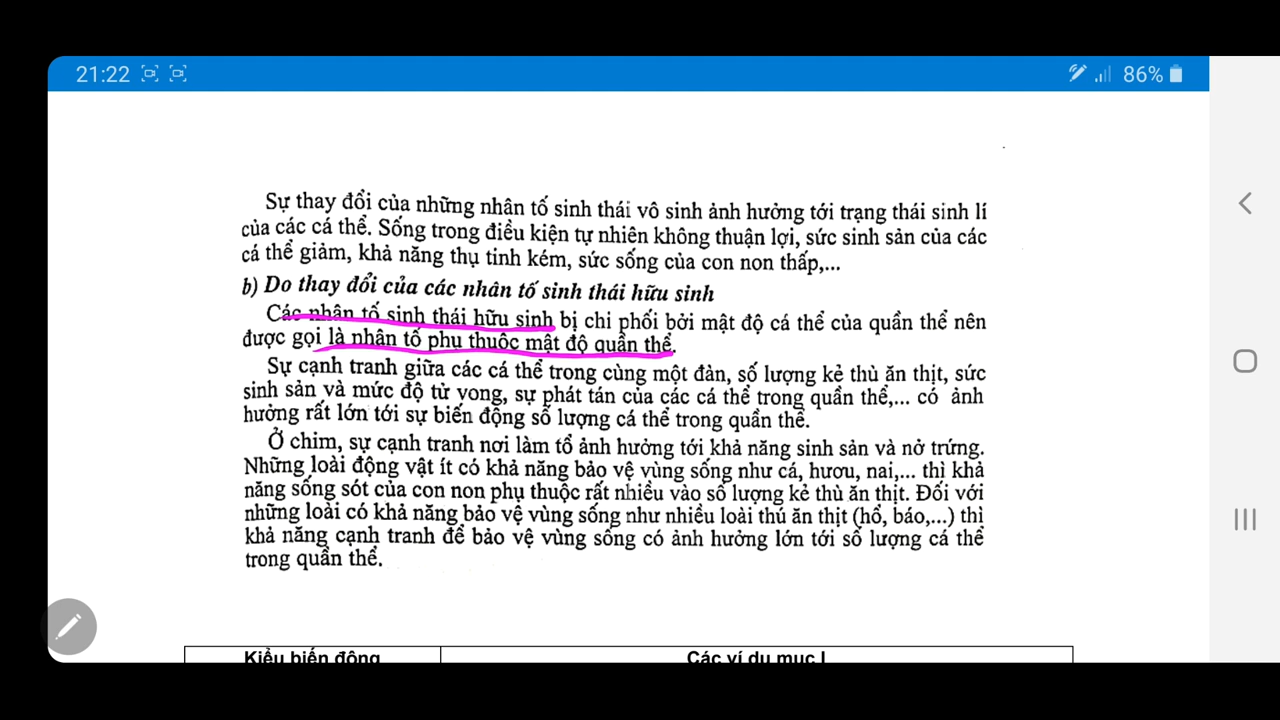 21:22 86%
Sự thay đổi của những nhân tố sinh thái vô sinh ảnh hưởng tới trạng thái sinh lí
của các cá thể. Sống trong điều kiện tự nhiên không thuận lợi, sức sinh sản của các
cá thể giảm, khả năng thụ tinh kém, sức sống của con non thấp,...
b) Do thay đổi của các nhân tố sinh thái hữu sinh
Các nhân tố sinh thái hữu sinh bị chi phối bởi mật độ cá thể của quần thể nên
được gọi là nhân tố phụ thuộc mật độ quần thể.
Sự cạnh tranh giữa các cá thể trong cùng một đàn, số lượng kẻ thù ăn thịt, sức
sinh sản và mức độ tử vong, sự phát tán của các cá thể trong quần thể,... có ảnh
hưởng rất lớn tới sự biến động số lượng cá thể trong quần thể.
Ở chim, sự cạnh tranh nơi làm tổ ảnh hưởng tới khả năng sinh sản và nở trứng.
Những loài động vật ít có khả năng bảo vệ vùng sống như cá, hươu, nai,... thì khả
năng sống sót của con non phụ thuộc rất nhiều vào số lượng kẻ thù ăn thịt. Đối với
những loài có khả năng bảo vệ vùng sống như nhiều loài thú ăn thịt (hổ, báo,...) thì
khả năng cạnh tranh để bảo vệ vùng sống có ảnh hưởng lớn tới số lượng cá thể
trong quần thể.
Kiểu biến động Các ví dụ mục I